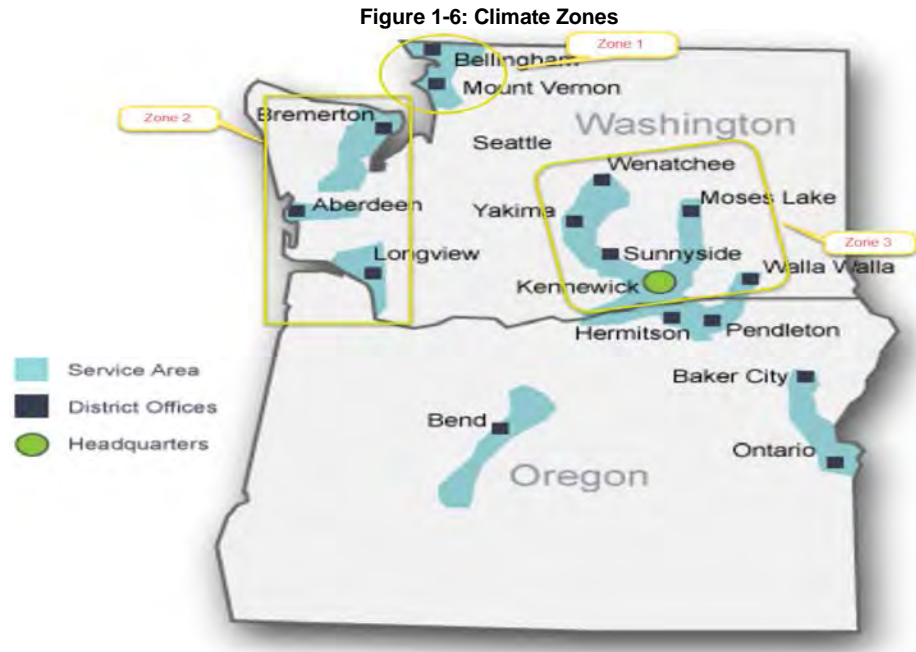 Figure 1-6: Climate Zones
Zone 1
Bellingham
Mount Vernon
Zone 2
Bremerton
Seattle
Washington
Wenatchee
Aberdeen
Yakima
Moses Lake
Zone 3
Longview
Sunnyside
Walla Walla
Kennewick
Hermitson
Pendleton
Service Area
District Offices
Headquarters
Baker City
Bend
Ontario
Oregon